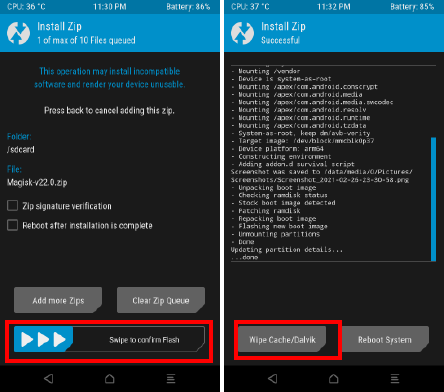 CPU: 36 °C 11:30 PM Battery: 86%
Install Zip
1 of max of 10 Files queued
This operation may install incompatible
software and render your device unusable.
Press back to cancel adding this zip.
Folder:
/sdcard
File:
Magisk-v22.0.zip
Zip signature verification
Reboot after installation is complete
Add more Zips
Clear Zip Queue
Swipe to confirm Flash
CPU: 37 °C 11:32 PM Battery: 85%
Install Zip
Successful
- Mounting /vendor
- Device is system-as-root
- Mounting /apex/com.android.conscrypt
- Mounting /apex/com.android.media
- Mounting /apex/com.android.media.swcodec
- Mounting /apex/com.android.resolv
- Mounting /apex/com.android.runtime
- Mounting /apex/com.android.tzdata
- System-as-root, keep dm/avb-verity
- Target image: /dev/block/mmcblk0p37
- Device platform: arm64
- Constructing environment
- Adding addon.d survival script
Screenshot was saved to /data/media/0/Pictures/
Screenshots/Screenshot_2021-02-26-23-30-58.png
- Unpacking boot image
- Checking ramdisk status
- Stock boot image detected
- Patching ramdisk
- Repacking boot image
- Flashing new boot image
- Unmounting partitions
- Done
Updating partition details...
...done
Wipe Cache/Dalvik
Reboot System